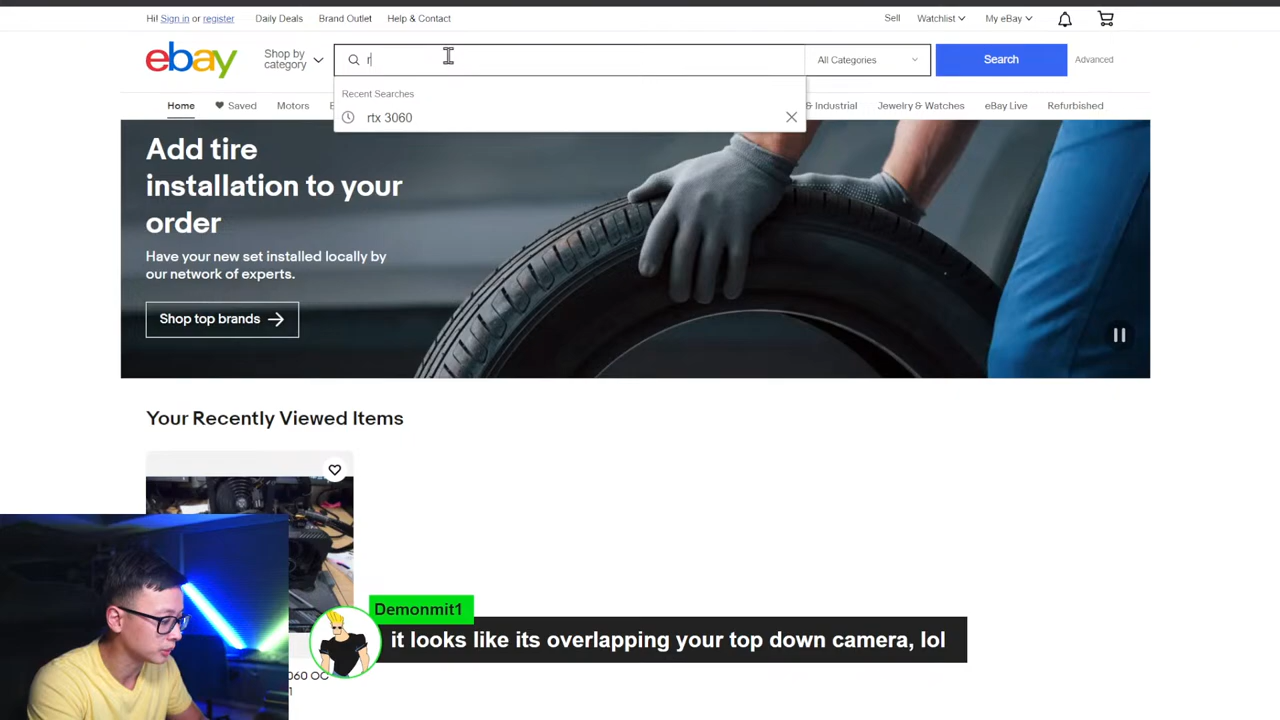 Hi! Sign in or register
Daily Deals
Brand Outlet
Help & Contact
Sell
Watchlist
My eBay
ebay
Shop by
category
r
All Categories
Search
Advanced
Recent Searches
rtx 3060
Home
Saved
Motors
& Industrial
Jewelry & Watches
eBay Live
Refurbished
Add tire
installation to your
order
Have your new set installed locally by
our network of experts.
Shop top brands
Your Recently Viewed Items
Demonmit1
it looks like its overlapping your top down camera, lol
060 OC